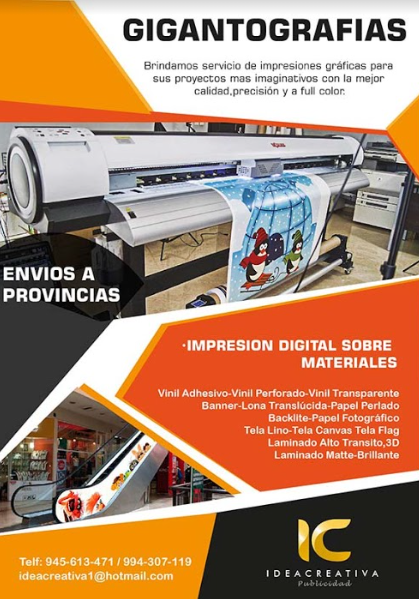 GIGANTOGRAFIAS
Brindamos servicio de impresiones gráficas para
sus proyectos mas imaginativos con la mejor
calidad,precisión y a full color.
ENVIOS A
PROVINCIAS
·IMPRESION DIGITAL SOBRE
MATERIALES
Vinil Adhesivo-Vinil Perforado-Vinil Transparente
Banner-Lona Translúcida-Papel Perlado
Backlite-Papel Fotográfico
Tela Lino-Tela Canvas Tela Flag
Laminado Alto Transito,3D
Laminado Matte-Brillante
Telf: 945-613-471 / 994-307-119
ideacreativa1@hotmail.com
IC
IDEACREATIVA
Publicidad